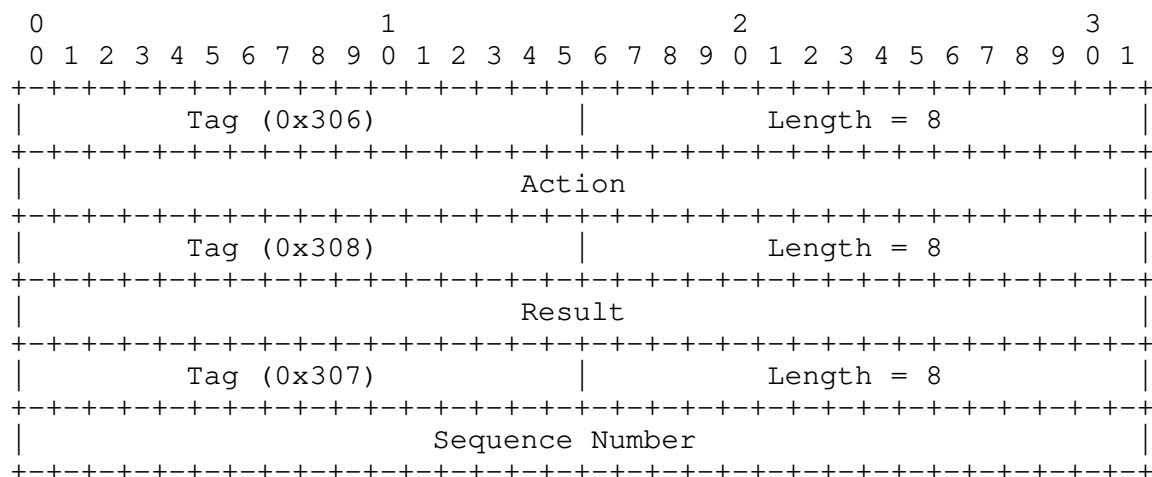 0                   1                   2                   3
 0 1 2 3 4 5 6 7 8 9 0 1 2 3 4 5 6 7 8 9 0 1 2 3 4 5 6 7 8 9 0 1
+-+-+-+-+-+-+-+-+-+-+-+-+-+-+-+-+-+-+-+-+-+-+-+-+-+-+-+-+-+-+-+-+
|         Tag (0x306)           |          Length = 8           |
+-+-+-+-+-+-+-+-+-+-+-+-+-+-+-+-+-+-+-+-+-+-+-+-+-+-+-+-+-+-+-+-+
|                            Action                             |
+-+-+-+-+-+-+-+-+-+-+-+-+-+-+-+-+-+-+-+-+-+-+-+-+-+-+-+-+-+-+-+-+
|         Tag (0x308)           |          Length = 8           |
+-+-+-+-+-+-+-+-+-+-+-+-+-+-+-+-+-+-+-+-+-+-+-+-+-+-+-+-+-+-+-+-+
|                            Result                             |
+-+-+-+-+-+-+-+-+-+-+-+-+-+-+-+-+-+-+-+-+-+-+-+-+-+-+-+-+-+-+-+-+
|         Tag (0x307)           |          Length = 8           |
+-+-+-+-+-+-+-+-+-+-+-+-+-+-+-+-+-+-+-+-+-+-+-+-+-+-+-+-+-+-+-+-+
|                       Sequence Number                         |
+-+-+-+-+-+-+-+-+-+-+-+-+-+-+-+-+-+-+-+-+-+-+-+-+-+-+-+-+-+-+-+-+